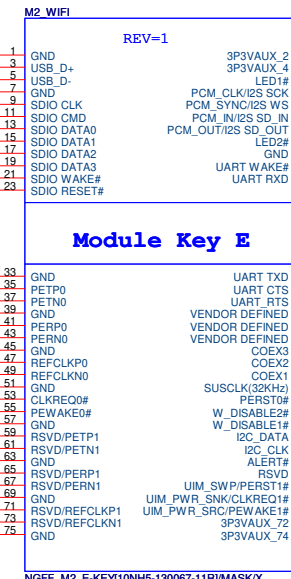 M2_WIFI
REV=1
1 GND 3P3VAUX_2
3 USB_D+ 3P3VAUX_4
5 USB_D- LED1#
7 GND PCM_CLK/I2S SCK
9 SDIO CLK PCM_SYNC/I2S WS
11 SDIO CMD PCM_IN/I2S SD_IN
13 SDIO DATA0 PCM_OUT/I2S SD_OUT
15 SDIO DATA1 LED2#
17 SDIO DATA2 GND
19 SDIO DATA3 UART WAKE#
21 SDIO WAKE# UART RXD
23 SDIO RESET#
Module Key E
33 GND UART TXD
35 PETP0 UART CTS
37 PETN0 UART_RTS
39 GND VENDOR DEFINED
41 PERP0 VENDOR DEFINED
43 PERN0 VENDOR DEFINED
45 GND COEX3
47 REFCLKP0 COEX2
49 REFCLKN0 COEX1
51 GND SUSCLK(32KHz)
53 CLKREQ0# PERST0#
55 PEWAKE0# W_DISABLE2#
57 GND W_DISABLE1#
59 RSVD/PETP1 I2C_DATA
61 RSVD/PETN1 I2C_CLK
63 GND ALERT#
65 RSVD/PERP1 RSVD
67 RSVD/PERN1 UIM_SWP/PERST1#
69 GND UIM_PWR_SNK/CLKREQ1#
71 RSVD/REFCLKP1 UIM_PWR_SRC/PEWAKE1#
73 RSVD/REFCLKN1 3P3VAUX_72
75 GND 3P3VAUX_74
NGFF_M2_E-KEY[10NH5-130067-11R]/MASK/X